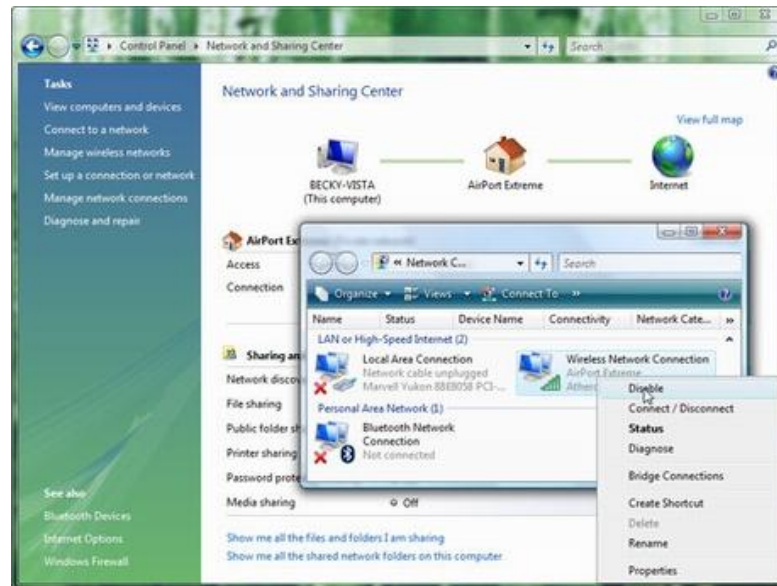 Control Panel ▸ Network and Sharing Center
Search
Tasks
View computers and devices
Connect to a network
Manage wireless networks
Set up a connection or network
Manage network connections
Diagnose and repair
See also
Bluetooth Devices
Internet Options
Windows Firewall
Network and Sharing Center
View full map
BECKY-VISTA
(This computer)
AirPort Extreme
Internet
AirPort Ex
Access
Connection
Sharing an
Network discov
File sharing
Public folder sh
Printer sharing
Password prote
Media sharing
Off
Show me all the files and folders I am sharing
Show me all the shared network folders on this computer
« Network C...
Search
Organize
Views
Connect To
»
Name Status Device Name Connectivity Network Cate... »
LAN or High-Speed Internet (2)
Local Area Connection
Network cable unplugged
Marvell Yukon 88E8058 PCI-...
Wireless Network Connection
AirPort Extreme
Athero
Personal Area Network (1)
Bluetooth Network
Connection
Not connected
Disable
Connect / Disconnect
Status
Diagnose
Bridge Connections
Create Shortcut
Delete
Rename
Properties